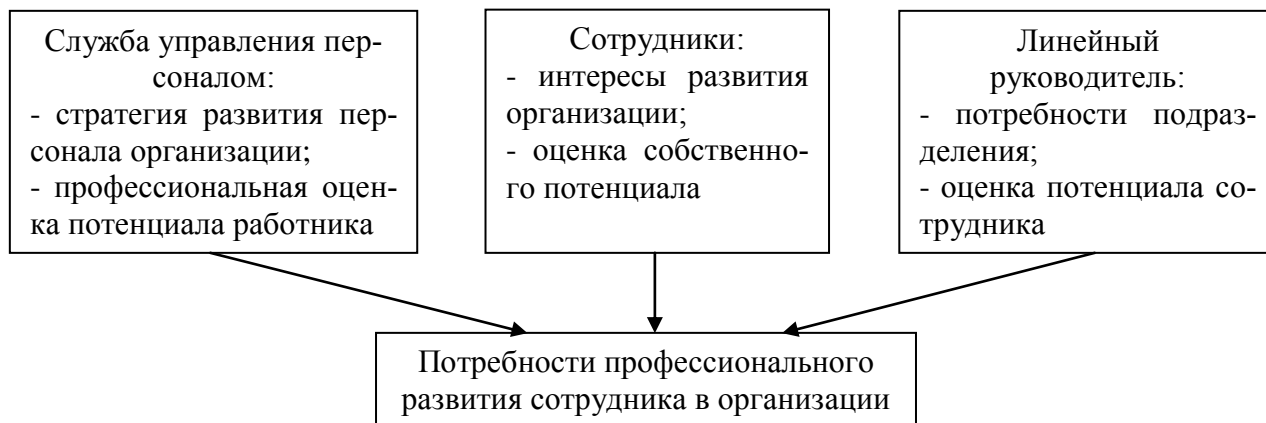 Служба управления пер-
соналом:
- стратегия развития пер-
сонала организации;
- профессиональная оцен-
ка потенциала работника
Сотрудники:
- интересы развития
организации;
- оценка собственно-
го потенциала
Линейный
руководитель:
- потребности подраз-
деления;
- оценка потенциала со-
трудника
Потребности профессионального
развития сотрудника в организации